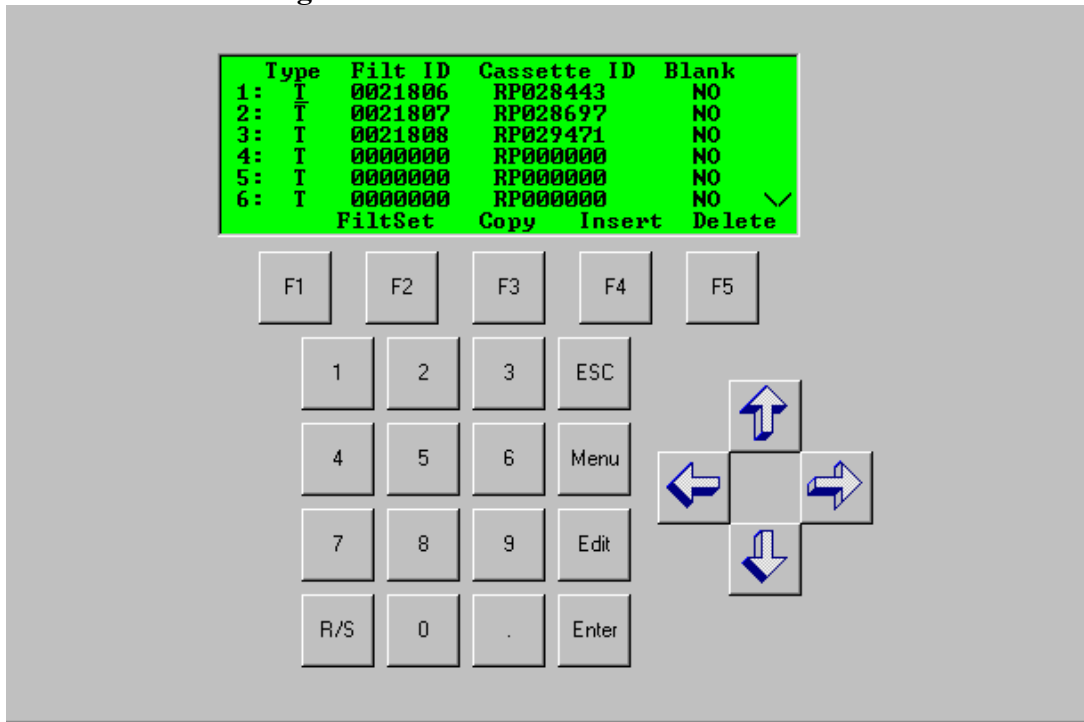 Type Filt ID Cassette ID Blank
1: T 0021806 RP028443 NO
2: T 0021807 RP028697 NO
3: T 0021808 RP029471 NO
4: T 0000000 RP000000 NO
5: T 0000000 RP000000 NO
6: T 0000000 RP000000 NO
FiltSet Copy Insert Delete
F1 F2 F3 F4 F5
1 2 3 ESC
4 5 6 Menu
7 8 9 Edit
R/S 0 . Enter